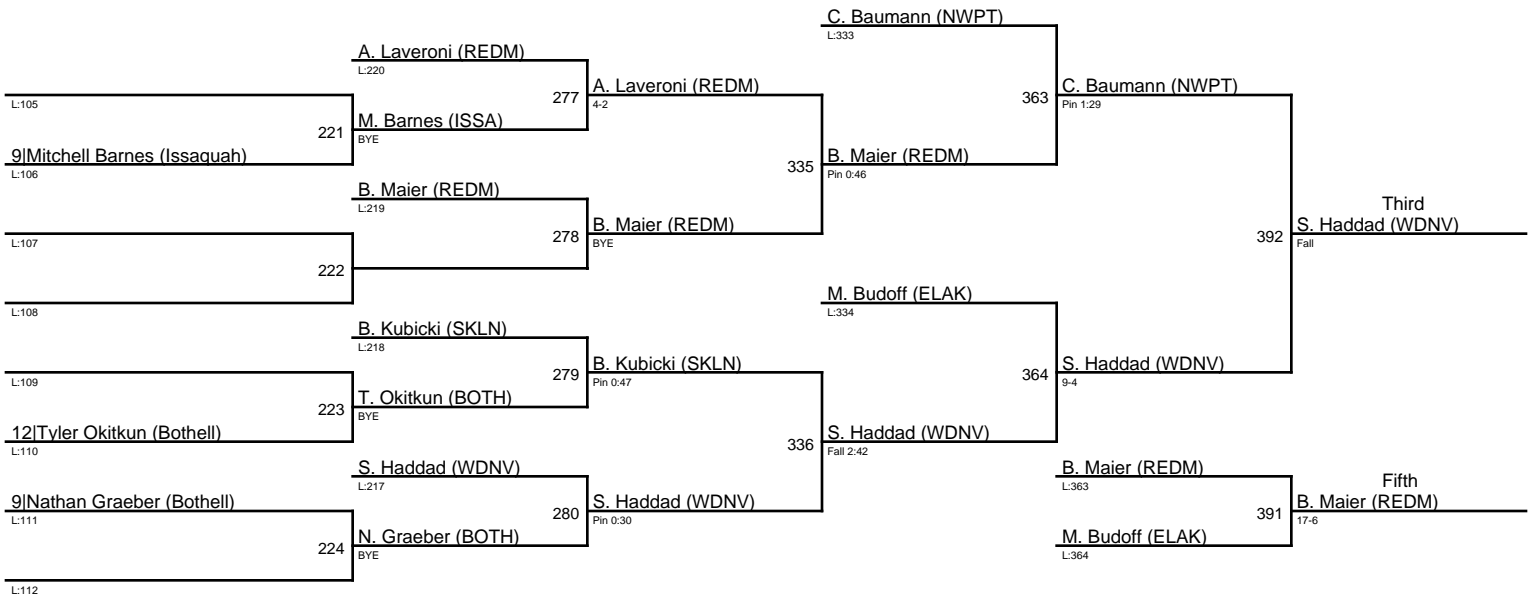 C. Baumann (NWPT)
L:333
A. Laveroni (REDM)
L:220
277
A. Laveroni (REDM)
4-2
363
C. Baumann (NWPT)
Pin 1:29
L:105
221
M. Barnes (ISSA)
BYE
9|Mitchell Barnes (Issaquah)
L:106
335
B. Maier (REDM)
Pin 0:46
B. Maier (REDM)
L:219
278
B. Maier (REDM)
BYE
L:107
222
L:108
392
Third
S. Haddad (WDNV)
Fall
M. Budoff (ELAK)
L:334
B. Kubicki (SKLN)
L:218
279
B. Kubicki (SKLN)
Pin 0:47
364
S. Haddad (WDNV)
9-4
L:109
223
T. Okitkun (BOTH)
BYE
12|Tyler Okitkun (Bothell)
L:110
336
S. Haddad (WDNV)
Fall 2:42
S. Haddad (WDNV)
L:217
280
S. Haddad (WDNV)
Pin 0:30
9|Nathan Graeber (Bothell)
L:111
224
N. Graeber (BOTH)
BYE
L:112
B. Maier (REDM)
L:363
391
Fifth
B. Maier (REDM)
17-6
M. Budoff (ELAK)
L:364